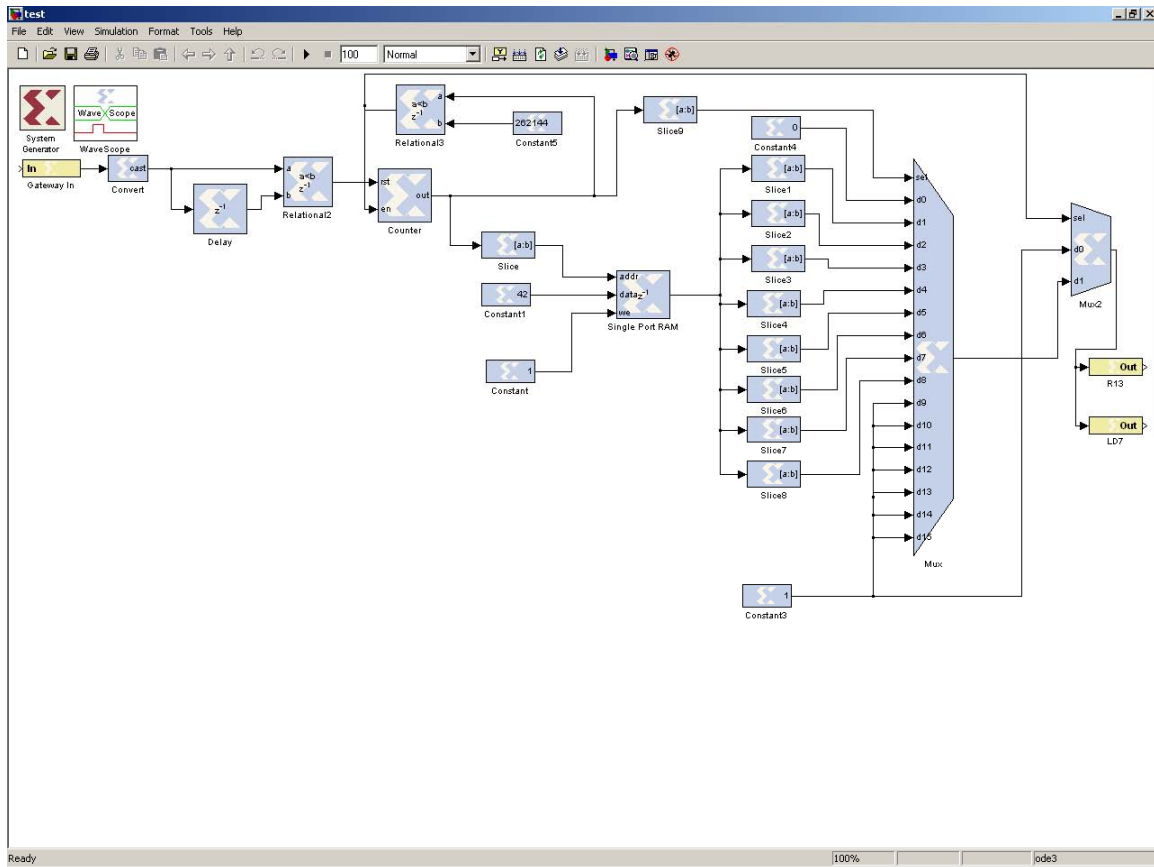 test
File Edit View Simulation Format Tools Help
100 Normal
System Generator
Wave Scope
WaveScope
In
Gateway In
cast
Convert
z-1
Delay
a
b
a<b
z-1
Relational2
a<b
z-1
a
b
Relational3
262144
Constant5
rst
en
out
Counter
[a:b]
Slice
42
Constant1
1
Constant
addr
data
we
z-1
Single Port RAM
[a:b]
Slice9
0
Constant4
[a:b]
Slice1
[a:b]
Slice2
[a:b]
Slice3
[a:b]
Slice4
[a:b]
Slice5
[a:b]
Slice6
[a:b]
Slice7
[a:b]
Slice8
1
Constant3
sel
d0
d1
d2
d3
d4
d5
d6
d7
d8
d9
d10
d11
d12
d13
d14
d15
Mux
sel
d0
d1
Mux2
Out
R13
Out
LD7
Ready 100% ode3